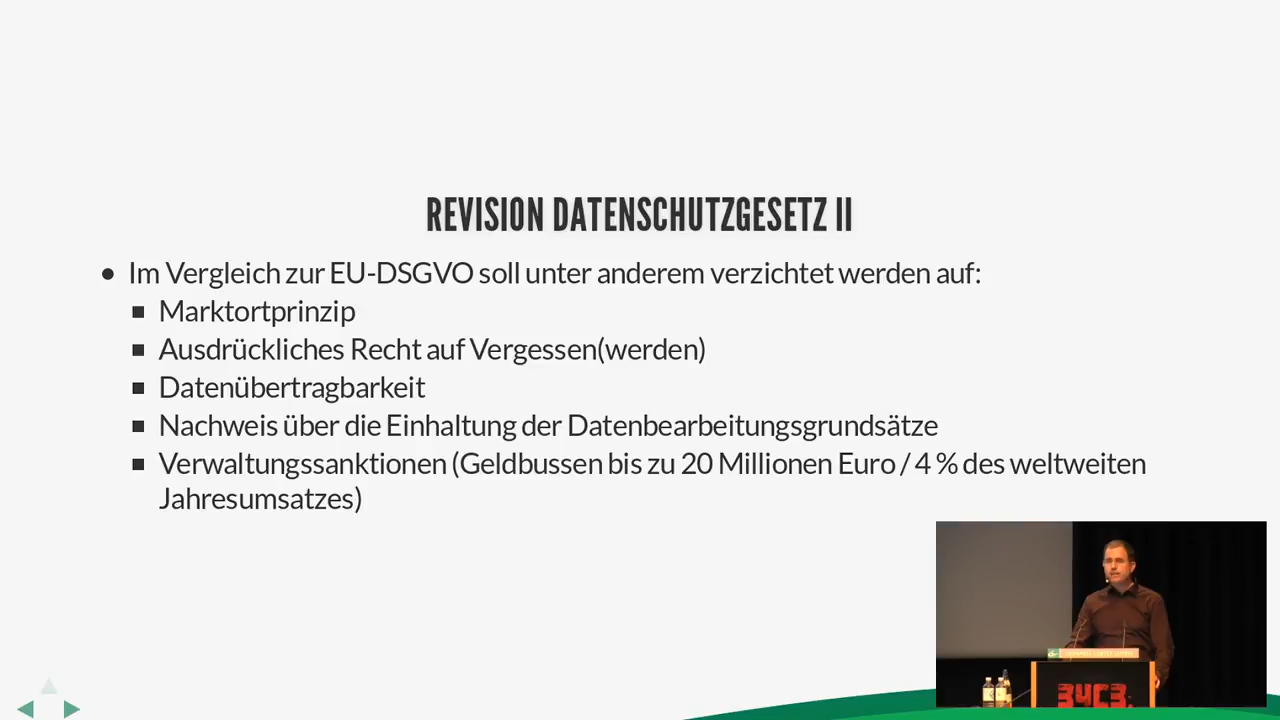 REVISION DATENSCHUTZGESETZ II
Im Vergleich zur EU-DSGVO soll unter anderem verzichtet werden auf:
Marktortprinzip
Ausdrückliches Recht auf Vergessen(werden)
Datenübertragbarkeit
Nachweis über die Einhaltung der Datenbearbeitungsgrundsätze
Verwaltungssanktionen (Geldbussen bis zu 20 Millionen Euro / 4 % des weltweiten
Jahresumsatzes)
34C3